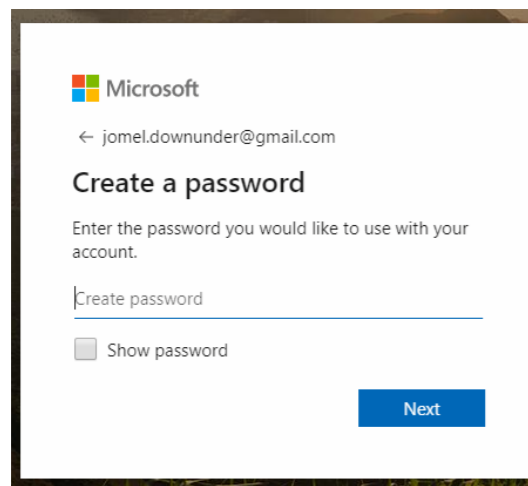 Microsoft
← jomel.downunder@gmail.com
Create a password
Enter the password you would like to use with your
account.
Create password
Show password
Next